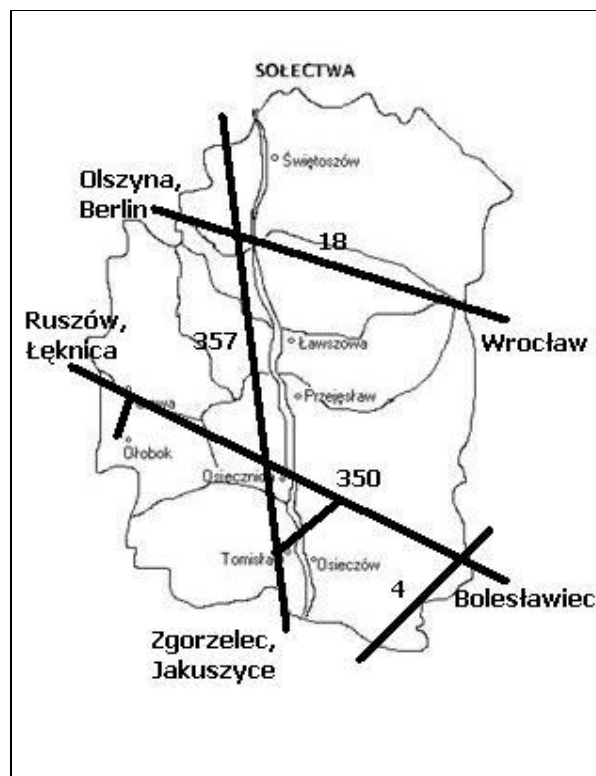 SOŁECTWA
Świętoszów
Olszyna,
Berlin
18
Ruszów,
Łęknica
357
Ławszowa
Wrocław
Przejęsław
Ołobok
350
Tomisław
Osieczów
4
Bolesławiec
Zgorzelec,
Jakuszyce